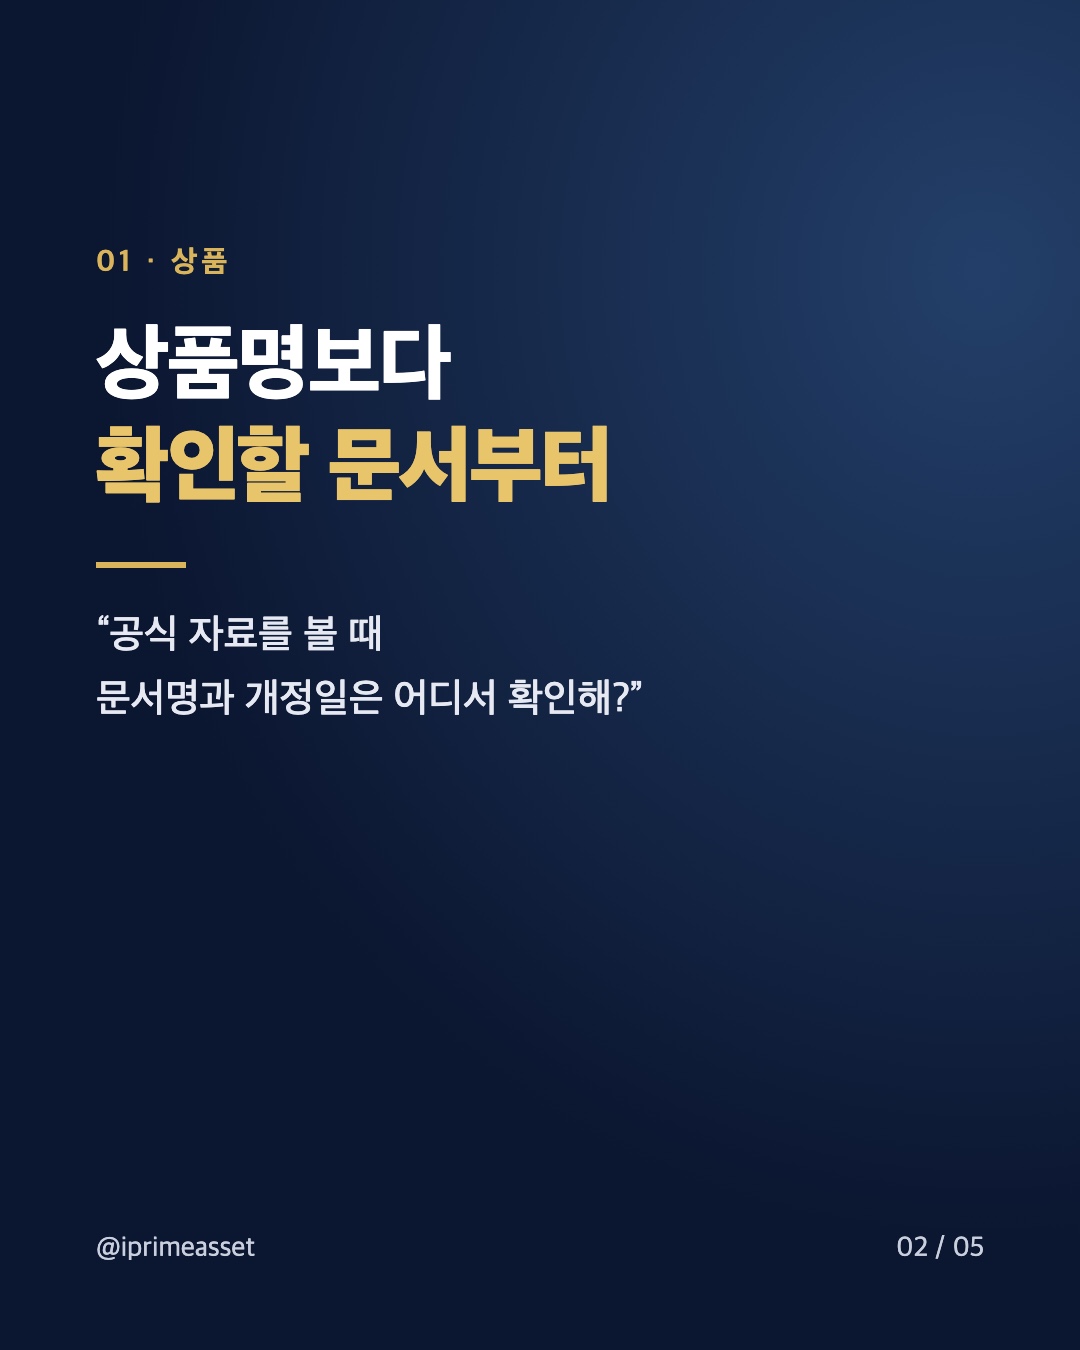 01 · 상품
상품명보다
확인할 문서부터
“공식 자료를 볼 때
문서명과 개정일은 어디서 확인해?”
@iprimeasset
02 / 05